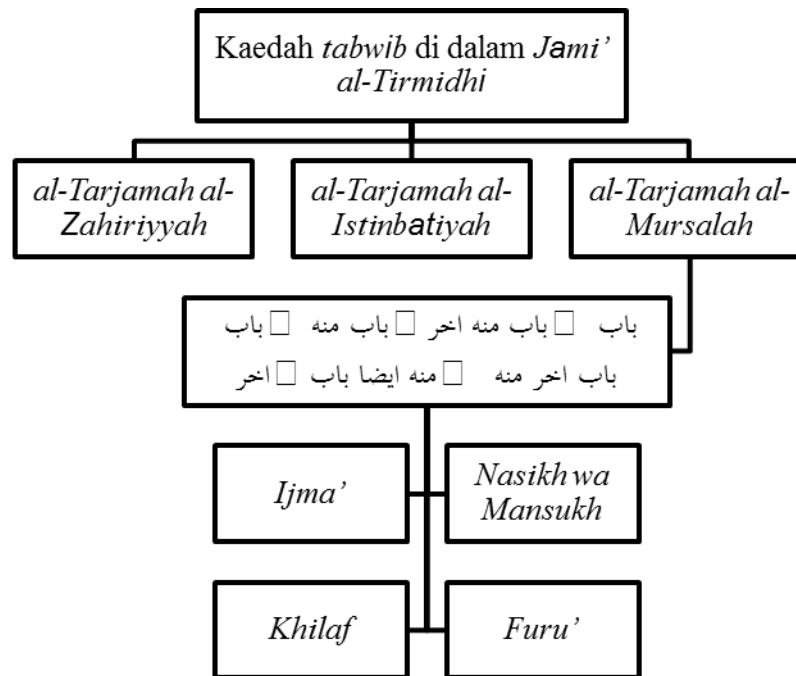 Kaedah tabwib di dalam Jami’
al-Tirmidhi
al-Tarjamah al-
Zahiriyyah
al-Tarjamah al-
Istinbatiyah
al-Tarjamah al-
Mursalah
باب □باب منه اخر □باب منه □باب
باب اخر منه □منه ايضا باب □اخر
Ijma’
Nasikh wa
Mansukh
Khilaf
Furu’